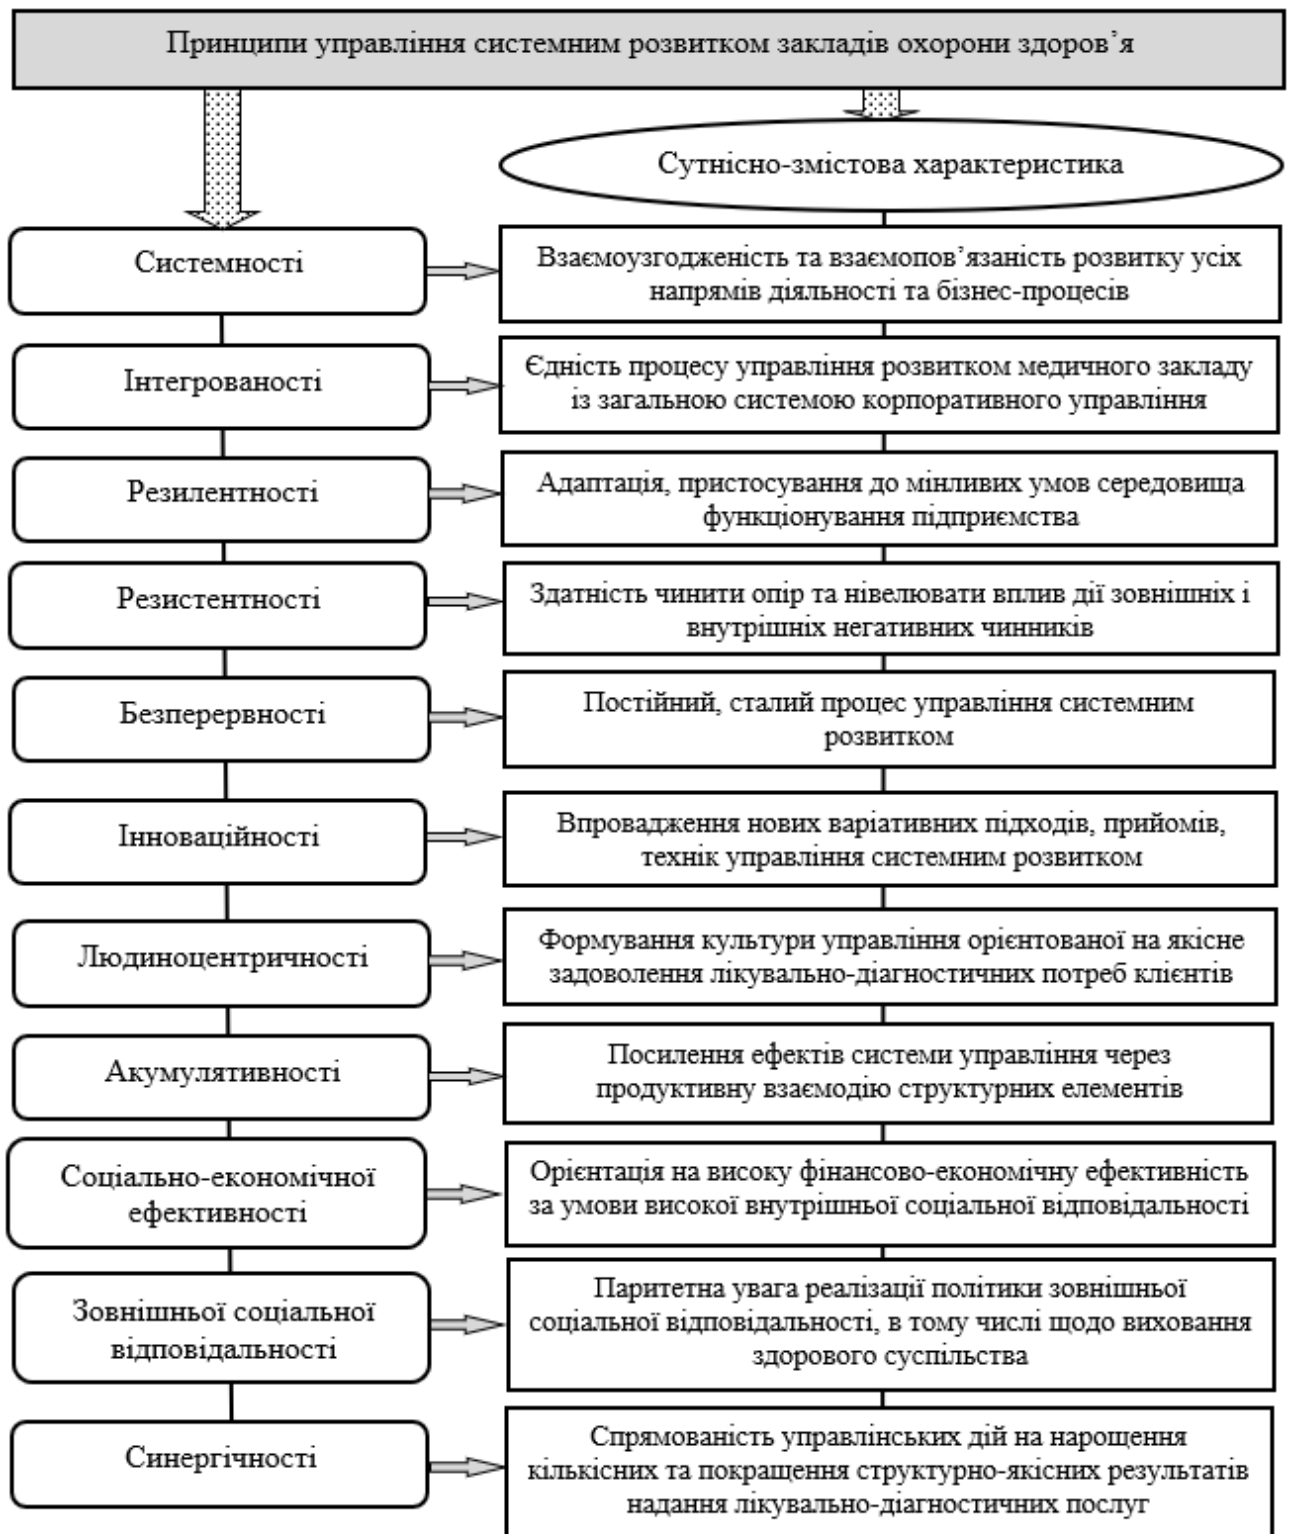 Принципи управління системним розвитком закладів охорони здоров’я
Сутнісно-змістова характеристика
Системності
Взаємоузгодженість та взаємопов’язаність розвитку усіх
напрямів діяльності та бізнес-процесів
Інтегрованості
Єдність процесу управління розвитком медичного закладу
із загальною системою корпоративного управління
Резилентності
Адаптація, пристосування до мінливих умов середовища
функціонування підприємства
Резистентності
Здатність чинити опір та нівелювати вплив дії зовнішніх і
внутрішніх негативних чинників
Безперервності
Постійний, сталий процес управління системним
розвитком
Інноваційності
Впровадження нових варіативних підходів, прийомів,
технік управління системним розвитком
Людиноцентричності
Формування культури управління орієнтованої на якісне
задоволення лікувально-діагностичних потреб клієнтів
Акумулятивності
Посилення ефектів системи управління через
продуктивну взаємодію структурних елементів
Соціально-економічної
ефективності
Орієнтація на високу фінансово-економічну ефективність
за умови високої внутрішньої соціальної відповідальності
Зовнішньої соціальної
відповідальності
Паритетна увага реалізації політики зовнішньої
соціальної відповідальності, в тому числі щодо виховання
здорового суспільства
Синергічності
Спрямованість управлінських дій на нарощення
кількісних та покращення структурно-якісних результатів
надання лікувально-діагностичних послуг